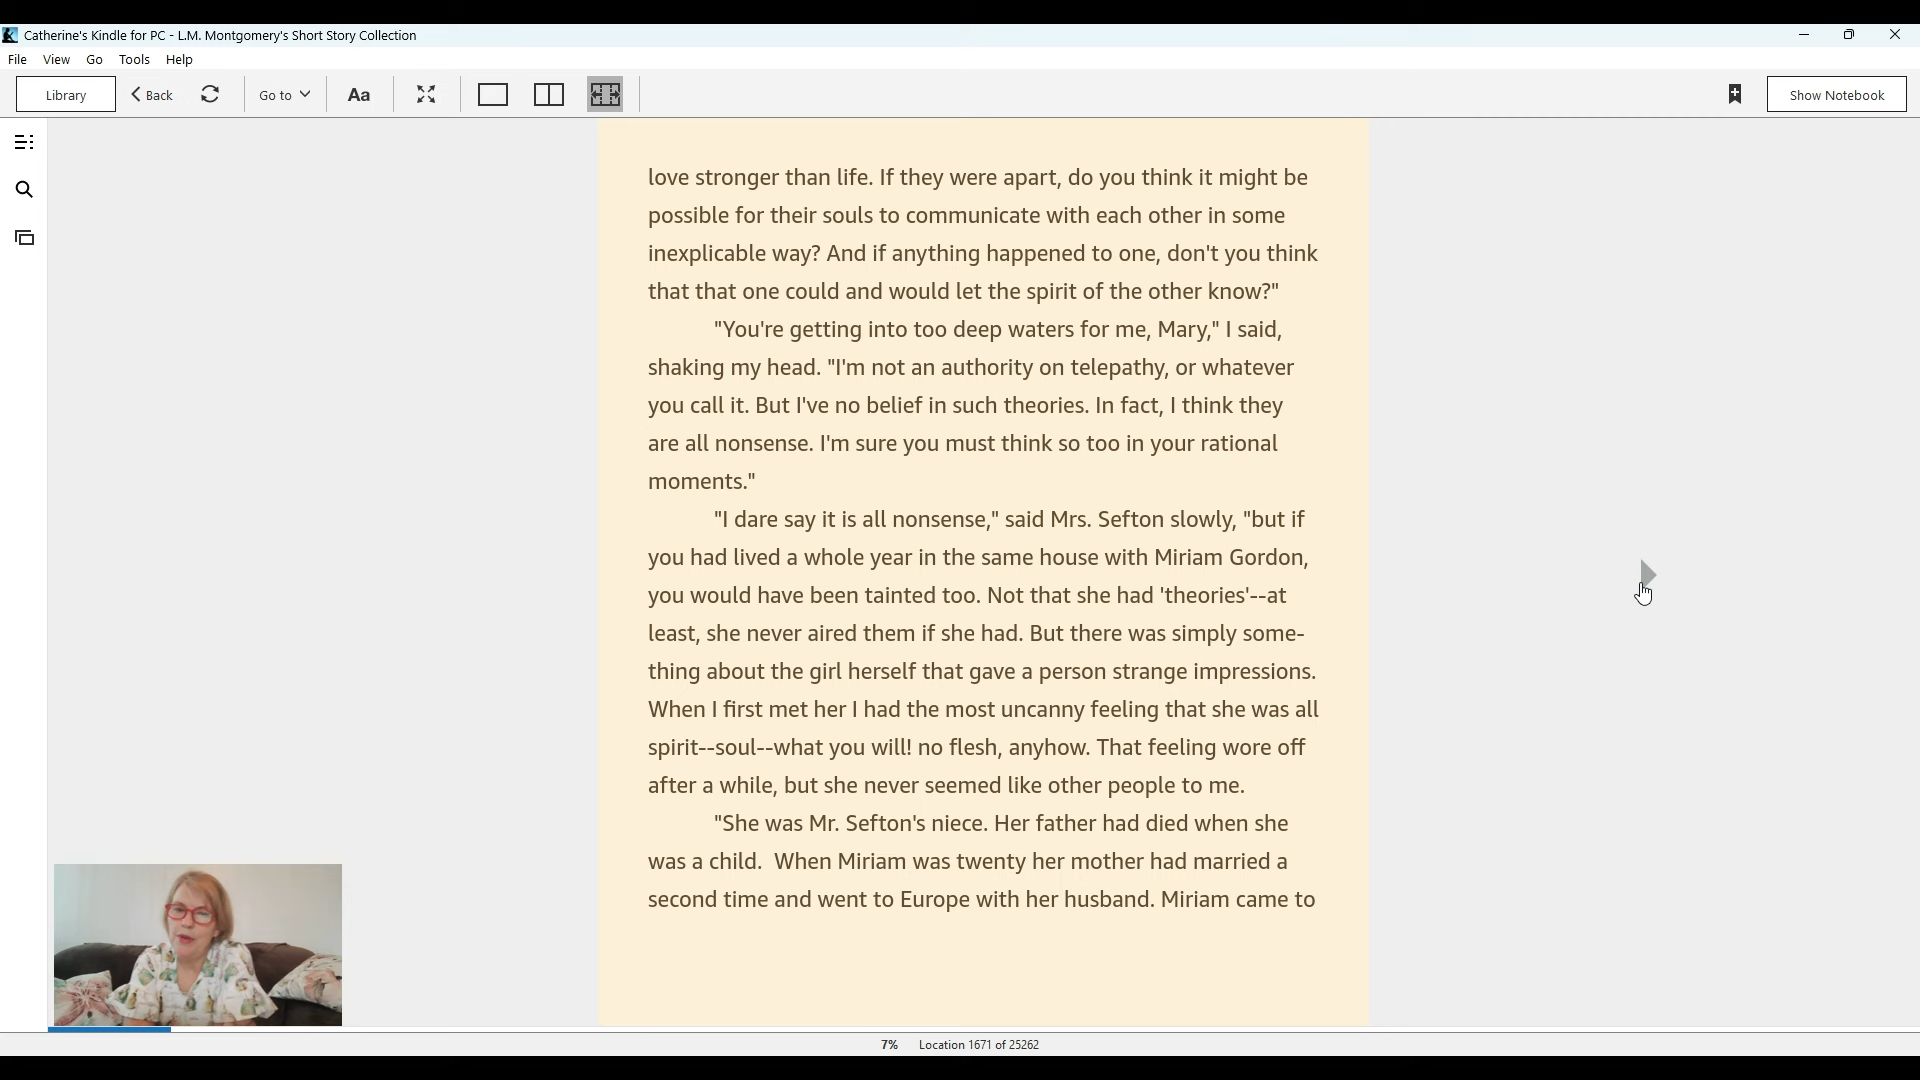 Catherine's Kindle for PC - L.M. Montgomery's Short Story Collection
File View Go Tools Help
Library Back Go to Aa Show Notebook
love stronger than life. If they were apart, do you think it might be
possible for their souls to communicate with each other in some
inexplicable way? And if anything happened to one, don't you think
that that one could and would let the spirit of the other know?"
"You're getting into too deep waters for me, Mary," I said,
shaking my head. "I'm not an authority on telepathy, or whatever
you call it. But I've no belief in such theories. In fact, I think they
are all nonsense. I'm sure you must think so too in your rational
moments."
"I dare say it is all nonsense," said Mrs. Sefton slowly, "but if
you had lived a whole year in the same house with Miriam Gordon,
you would have been tainted too. Not that she had 'theories'--at
least, she never aired them if she had. But there was simply some-
thing about the girl herself that gave a person strange impressions.
When I first met her I had the most uncanny feeling that she was all
spirit--soul--what you will! no flesh, anyhow. That feeling wore off
after a while, but she never seemed like other people to me.
"She was Mr. Sefton's niece. Her father had died when she
was a child. When Miriam was twenty her mother had married a
second time and went to Europe with her husband. Miriam came to
7% Location 1671 of 25262